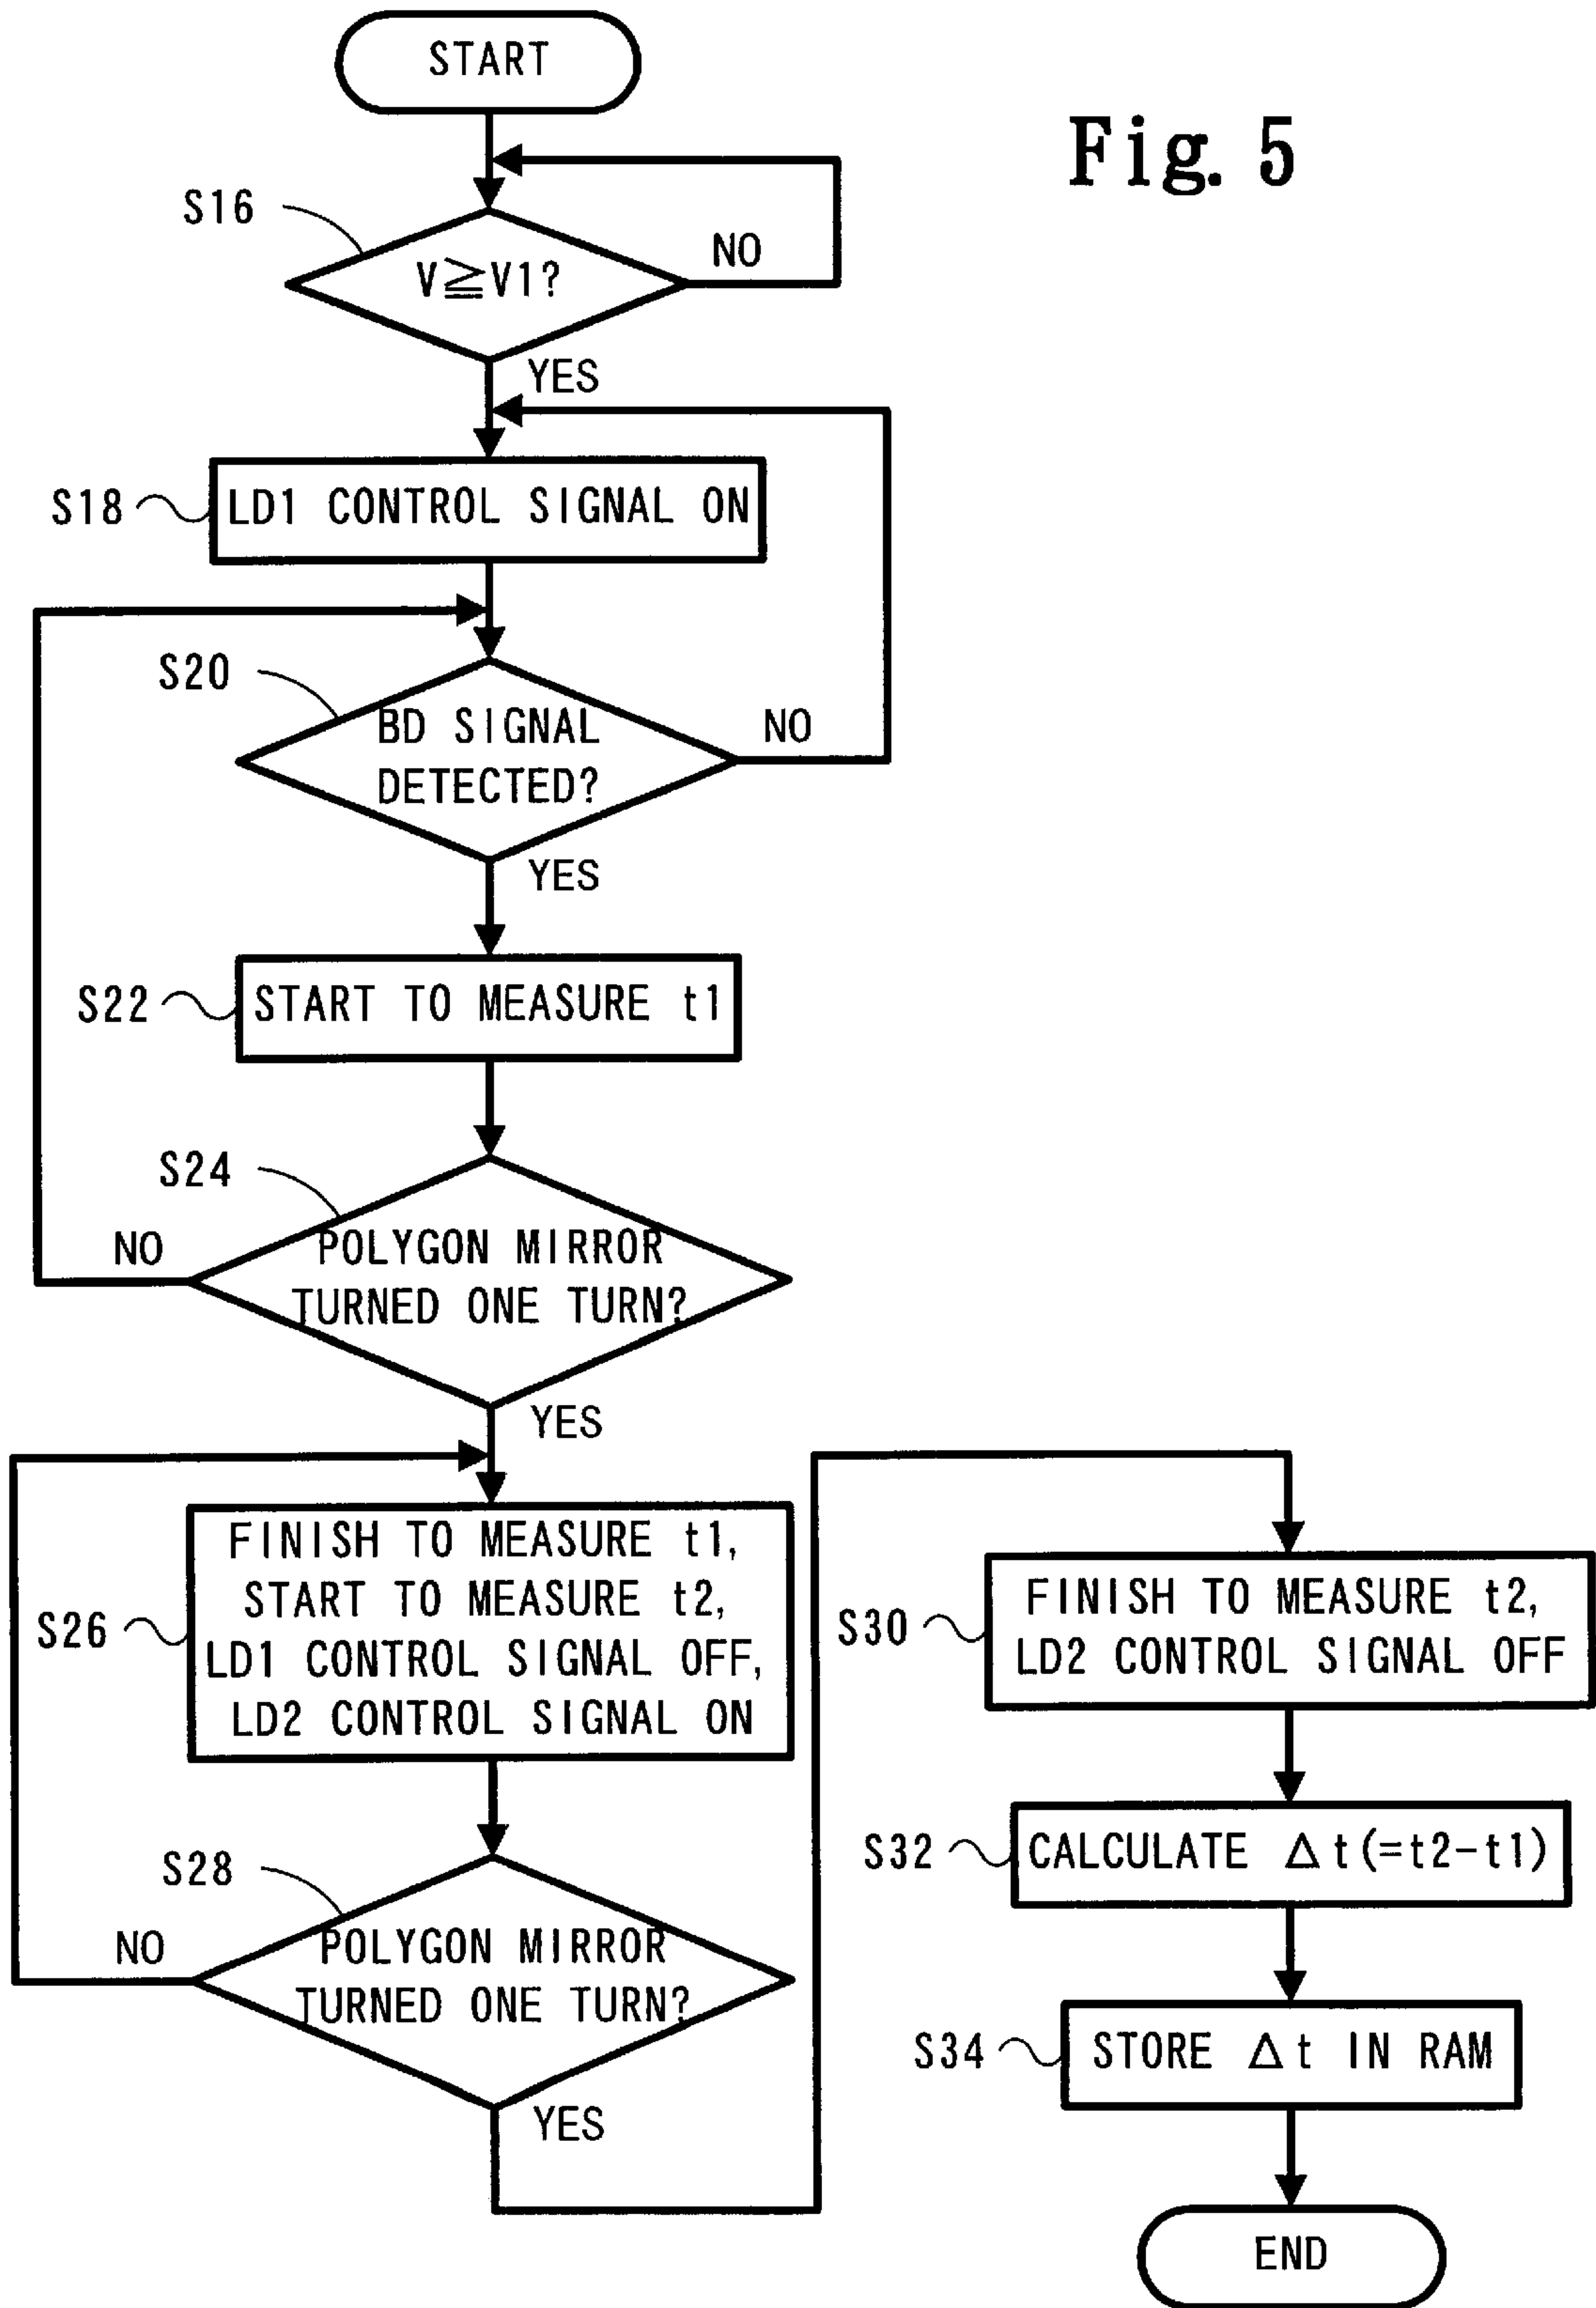 START
Fig. 5
S16
V≧V1?
NO
YES
S18
LD1 CONTROL SIGNAL ON
S20
BD SIGNAL
DETECTED?
NO
YES
S22
START TO MEASURE t1
S24
POLYGON MIRROR
TURNED ONE TURN?
NO
YES
S26
FINISH TO MEASURE t1,
START TO MEASURE t2,
LD1 CONTROL SIGNAL OFF,
LD2 CONTROL SIGNAL ON
S28
POLYGON MIRROR
TURNED ONE TURN?
NO
YES
S30
FINISH TO MEASURE t2,
LD2 CONTROL SIGNAL OFF
S32
CALCULATE Δt(=t2-t1)
S34
STORE Δt IN RAM
END